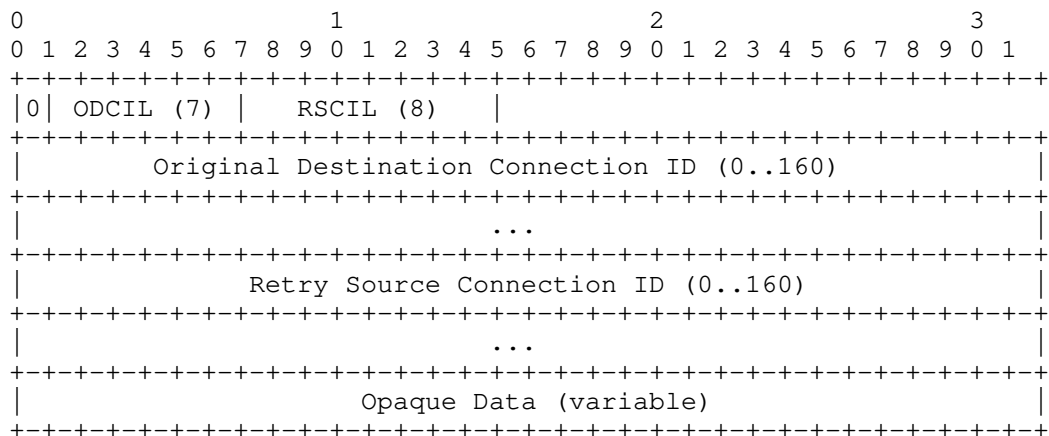 0                   1                   2                   3
0 1 2 3 4 5 6 7 8 9 0 1 2 3 4 5 6 7 8 9 0 1 2 3 4 5 6 7 8 9 0 1
+-+-+-+-+-+-+-+-+-+-+-+-+-+-+-+-+-+-+-+-+-+-+-+-+-+-+-+-+-+-+-+-+
|0| ODCIL (7) |   RSCIL (8)   |
+-+-+-+-+-+-+-+-+-+-+-+-+-+-+-+-+-+-+-+-+-+-+-+-+-+-+-+-+-+-+-+-+
|        Original Destination Connection ID (0..160)            |
+-+-+-+-+-+-+-+-+-+-+-+-+-+-+-+-+-+-+-+-+-+-+-+-+-+-+-+-+-+-+-+-+
|                              ...                              |
+-+-+-+-+-+-+-+-+-+-+-+-+-+-+-+-+-+-+-+-+-+-+-+-+-+-+-+-+-+-+-+-+
|              Retry Source Connection ID (0..160)              |
+-+-+-+-+-+-+-+-+-+-+-+-+-+-+-+-+-+-+-+-+-+-+-+-+-+-+-+-+-+-+-+-+
|                              ...                              |
+-+-+-+-+-+-+-+-+-+-+-+-+-+-+-+-+-+-+-+-+-+-+-+-+-+-+-+-+-+-+-+-+
|                     Opaque Data (variable)                    |
+-+-+-+-+-+-+-+-+-+-+-+-+-+-+-+-+-+-+-+-+-+-+-+-+-+-+-+-+-+-+-+-+